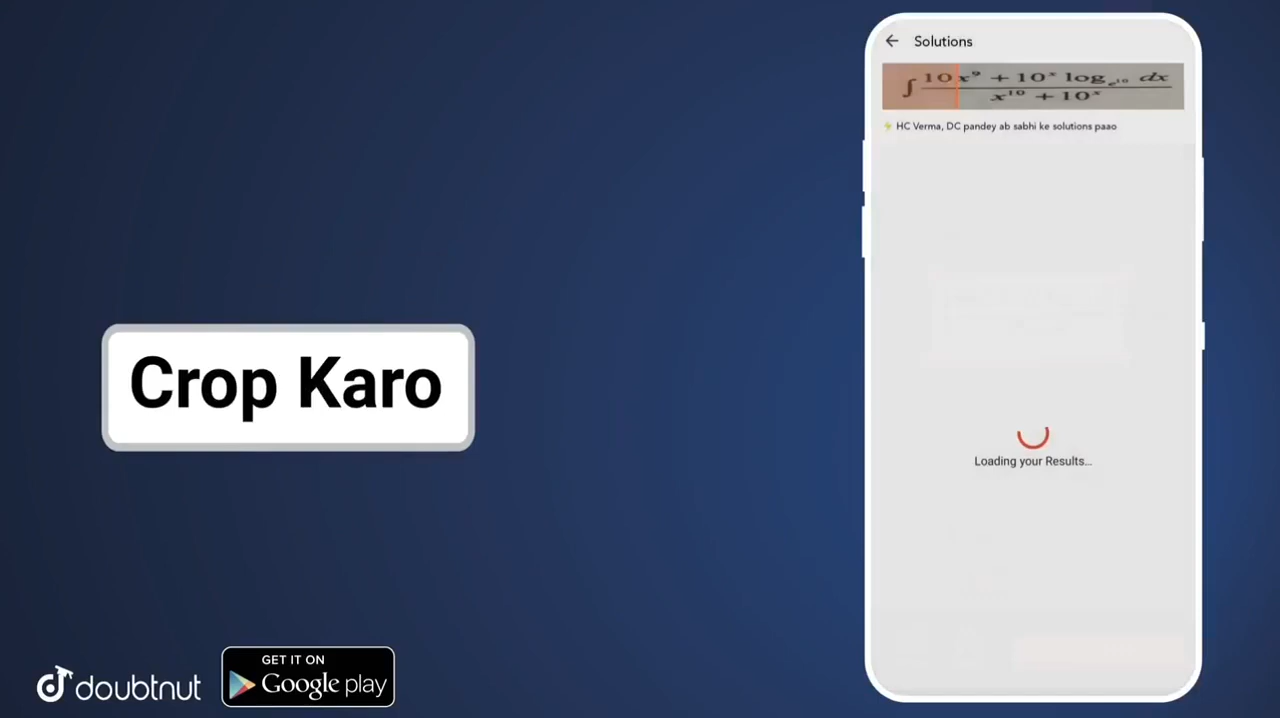 Solutions
∫ 10x⁹ + 10ˣ logₑ¹⁰ dx
x¹⁰ + 10ˣ
HC Verma, DC pandey ab sabhi ke solutions paao
Crop Karo
Loading your Results...
doubtnut
GET IT ON
Google play